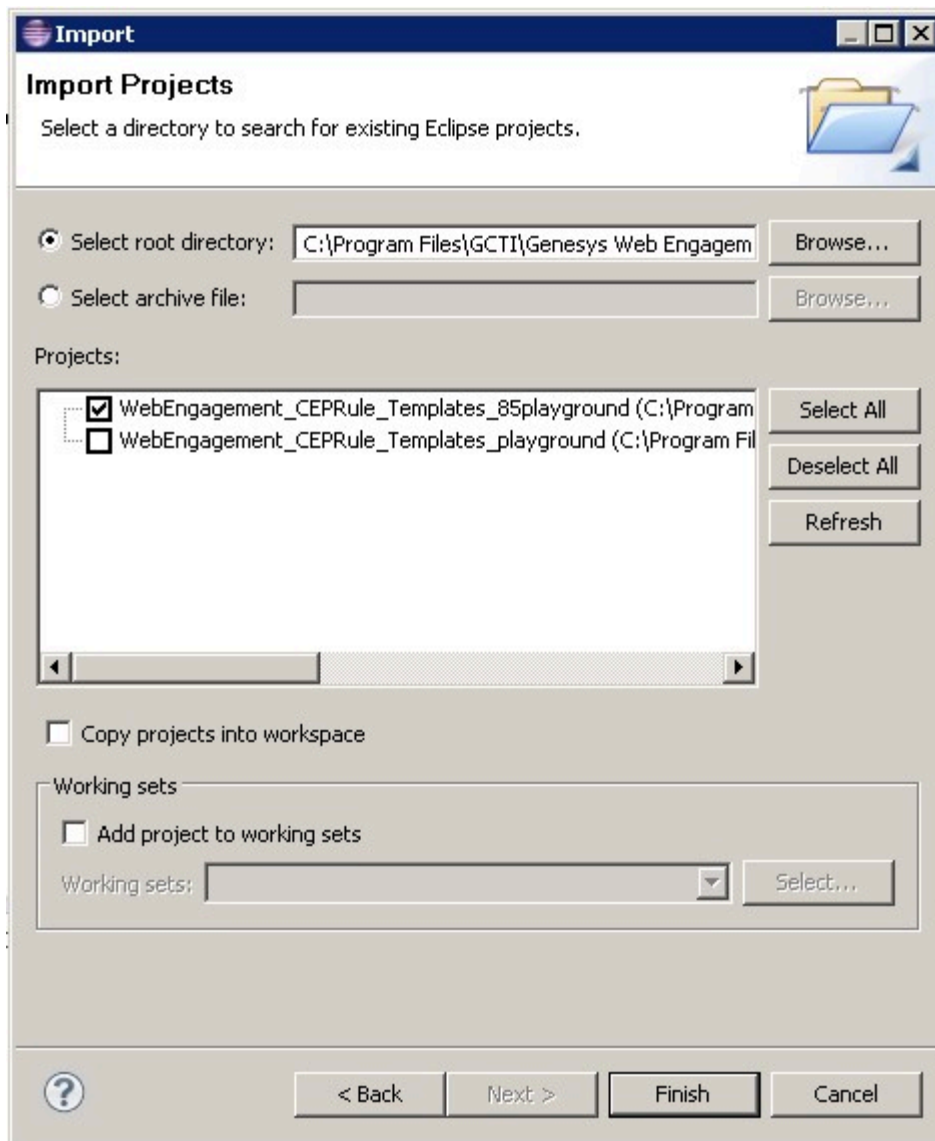 Import
Import Projects
Select a directory to search for existing Eclipse projects.
Select root directory: C:\Program Files\GCTI\Genesys Web Engagem Browse...
Select archive file: Browse...
Projects:
WebEngagement_CEPRule_Templates_85playground (C:\Program
WebEngagement_CEPRule_Templates_playground (C:\Program Fil
Select All
Deselect All
Refresh
Copy projects into workspace
Working sets
Add project to working sets
Working sets: Select...
? < Back Next > Finish Cancel